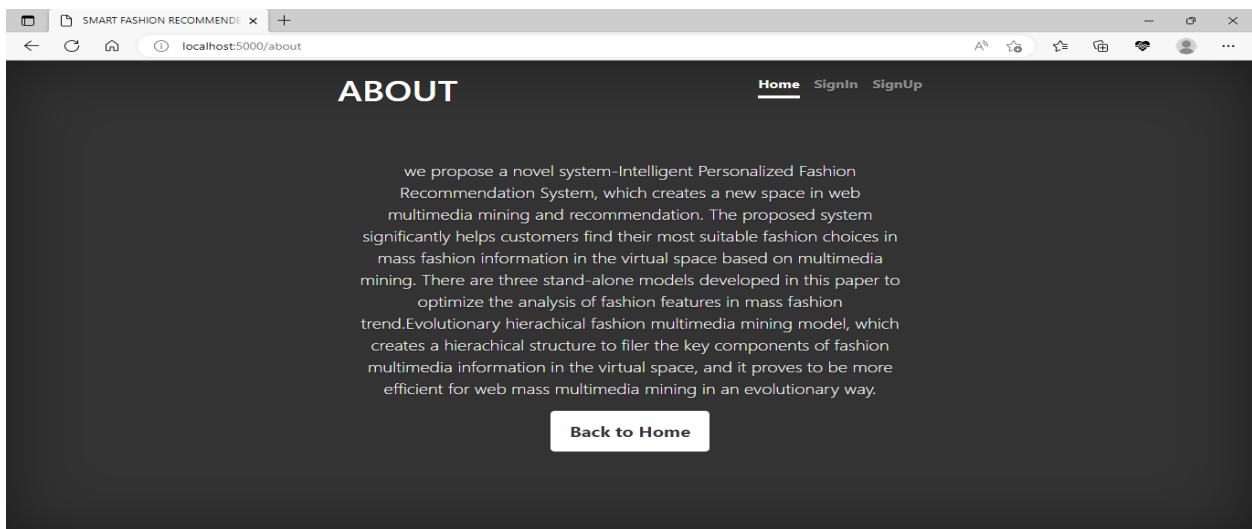 SMART FASHION RECOMMENDE
localhost:5000/about
ABOUT
Home SignIn SignUp
we propose a novel system-Intelligent Personalized Fashion
Recommendation System, which creates a new space in web
multimedia mining and recommendation. The proposed system
significantly helps customers find their most suitable fashion choices in
mass fashion information in the virtual space based on multimedia
mining. There are three stand-alone models developed in this paper to
optimize the analysis of fashion features in mass fashion
trend.Evolutionary hierachical fashion multimedia mining model, which
creates a hierachical structure to filer the key components of fashion
multimedia information in the virtual space, and it proves to be more
efficient for web mass multimedia mining in an evolutionary way.
Back to Home